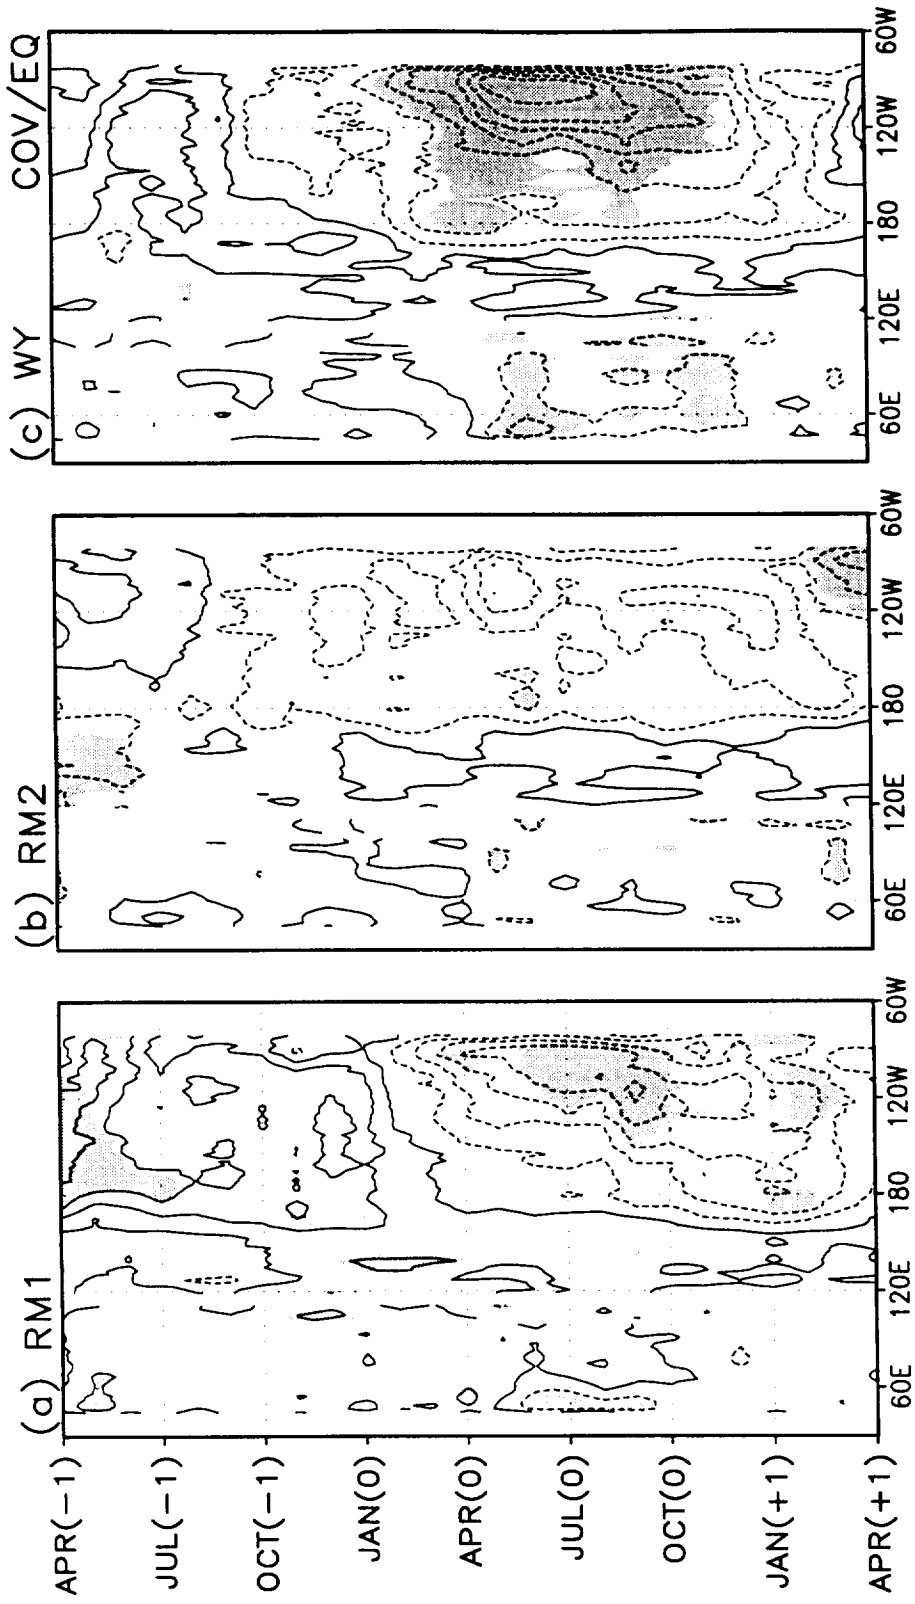 (a) RM1
(b) RM2
(c) WY COV/EQ
APR(-1)
JUL(-1)
OCT(-1)
JAN(0)
APR(0)
JUL(0)
OCT(0)
JAN(+1)
APR(+1)
60E 120E 180 120W 60W
60E 120E 180 120W 60W
60E 120E 180 120W 60W